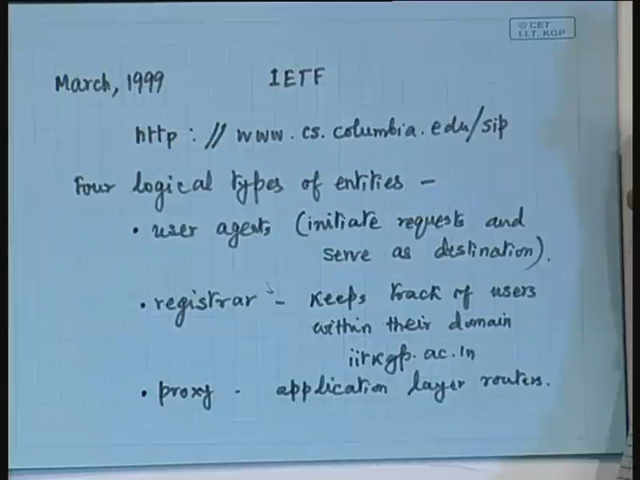 © CET
I.I.T. KGP
March, 1999 IETF
http : // www.cs.columbia.edu/sip
Four logical types of entities –
• user agents (initiate requests and
serve as destination).
• registrar – keeps track of users
within their domain
iitkgp.ac.in
• proxy - application layer routers.